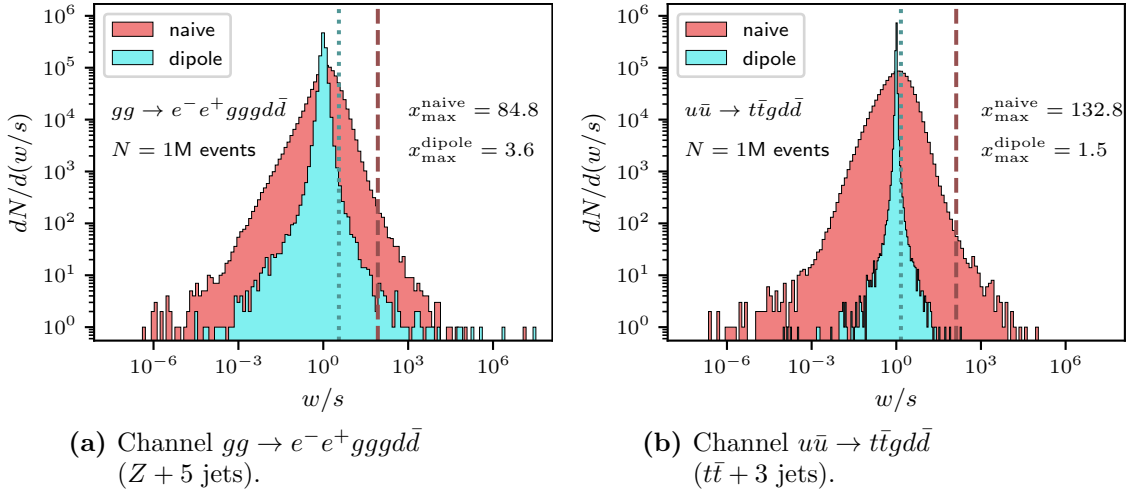 10⁶
10⁵
10⁴
10³
10²
10¹
10⁰
dN/d(w/s)
naive
dipole
gg → e⁻e⁺gggdd̄
N = 1M events
x_max^naive = 84.8
x_max^dipole = 3.6
10⁻⁶ 10⁻³ 10⁰ 10³ 10⁶
w/s
(a) Channel gg → e⁻e⁺gggdd̄
(Z + 5 jets).
10⁶
10⁵
10⁴
10³
10²
10¹
10⁰
dN/d(w/s)
naive
dipole
uū → tt̄gdd̄
N = 1M events
x_max^naive = 132.8
x_max^dipole = 1.5
10⁻⁶ 10⁻³ 10⁰ 10³ 10⁶
w/s
(b) Channel uū → tt̄gdd̄
(tt̄ + 3 jets).